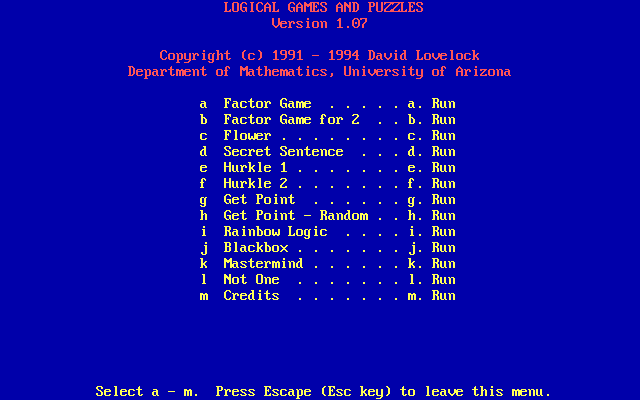 LOGICAL GAMES AND PUZZLES
Version 1.07
Copyright (c) 1991 - 1994 David Lovelock
Department of Mathematics, University of Arizona
a  Factor Game  . . . . . a. Run
b  Factor Game for 2  . . b. Run
c  Flower . . . . . . . . c. Run
d  Secret Sentence  . . . d. Run
e  Hurkle 1 . . . . . . . e. Run
f  Hurkle 2 . . . . . . . f. Run
g  Get Point  . . . . . . g. Run
h  Get Point - Random . . h. Run
i  Rainbow Logic  . . . . i. Run
j  Blackbox . . . . . . . j. Run
k  Mastermind . . . . . . k. Run
l  Not One  . . . . . . . l. Run
m  Credits  . . . . . . . m. Run
Select a - m.  Press Escape (Esc key) to leave this menu.